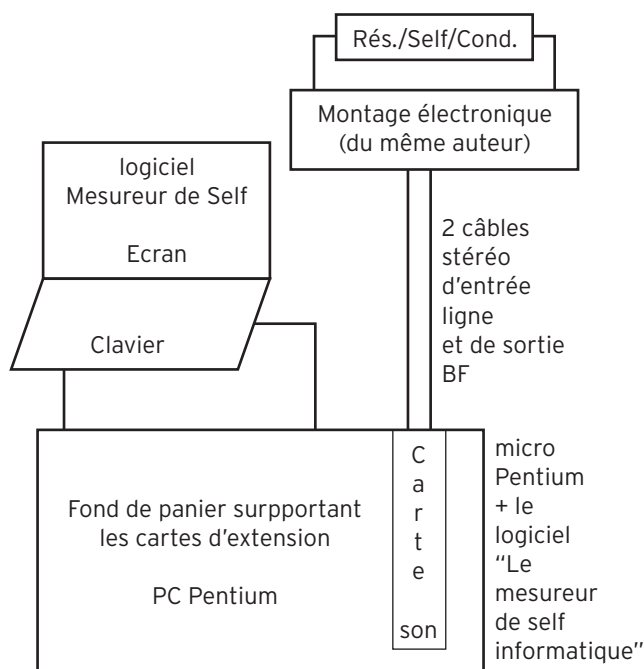 Rés./Self/Cond.
Montage électronique
(du même auteur)
logiciel
Mesureur de Self
Ecran
Clavier
2 câbles
stéréo
d'entrée
ligne
et de sortie
BF
Fond de panier surpportant
les cartes d'extension
PC Pentium
C
a
r
t
e
son
micro
Pentium
+ le
logiciel
“Le
mesureur
de self
informatique”